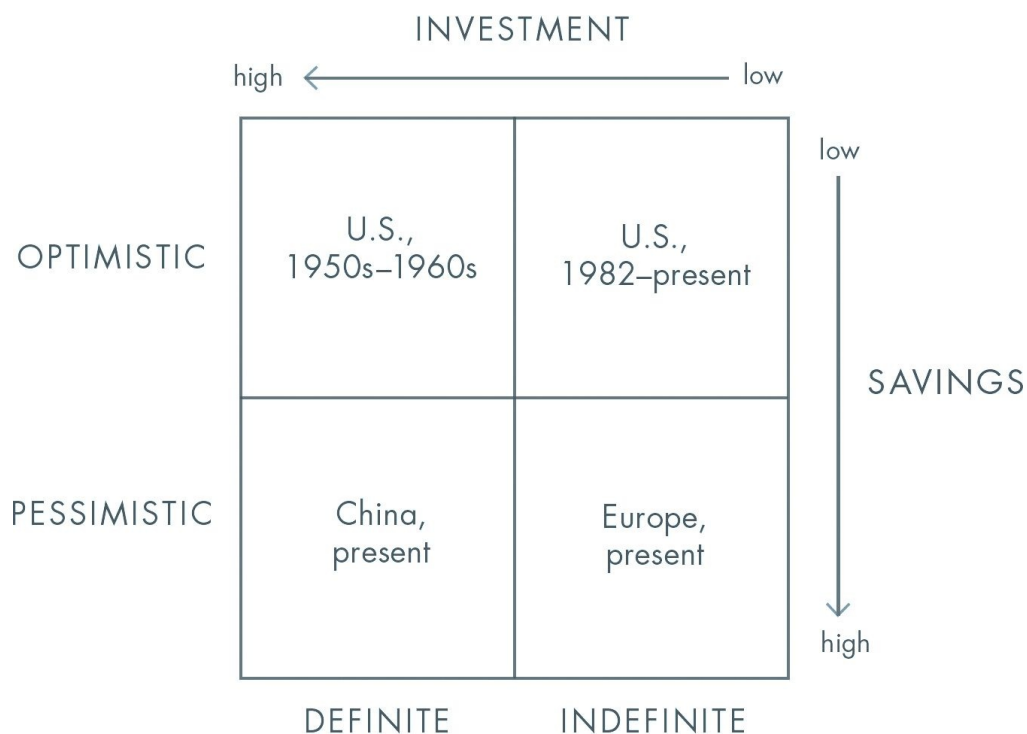 INVESTMENT
high
low
low
OPTIMISTIC
U.S.,
1950s–1960s
U.S.,
1982–present
SAVINGS
PESSIMISTIC
China,
present
Europe,
present
high
DEFINITE
INDEFINITE